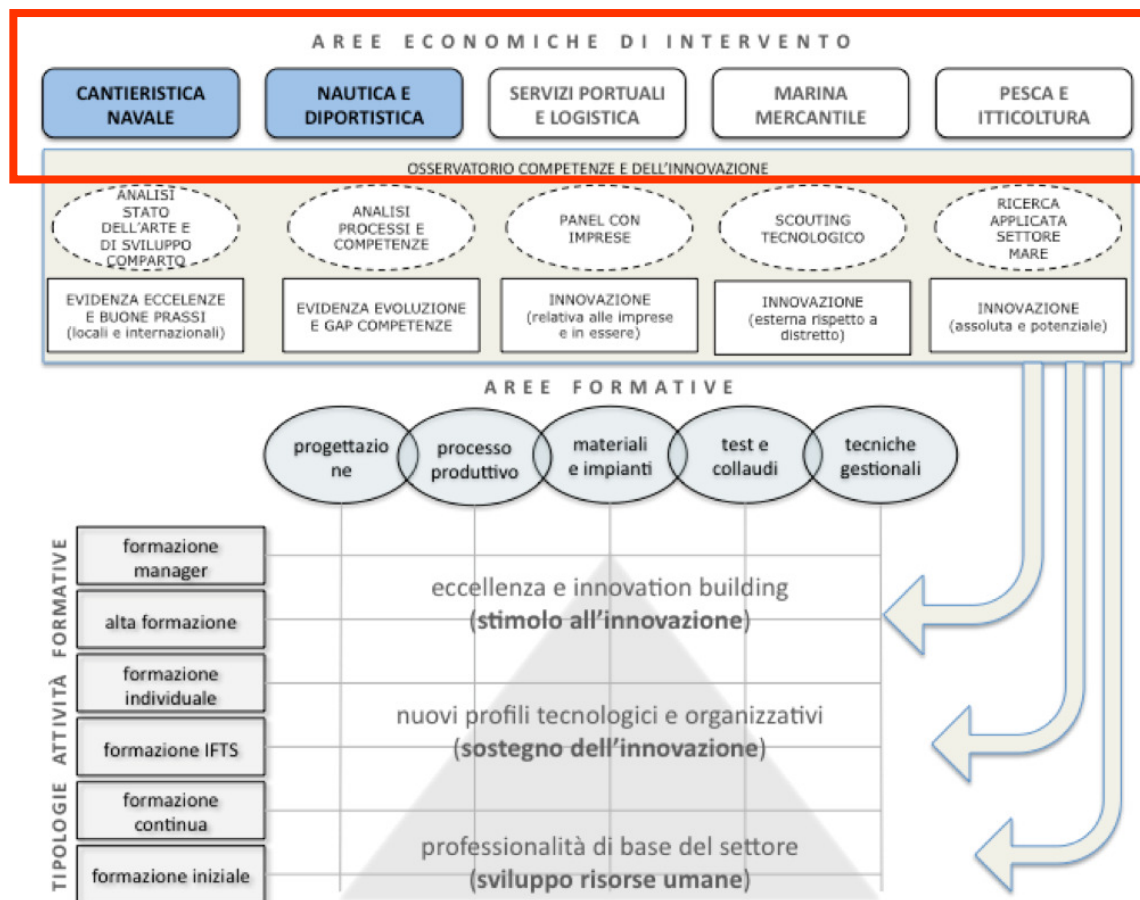 AREE ECONOMICHE DI INTERVENTO
CANTIERISTICA
NAVALE
NAUTICA E
DIPORTISTICA
SERVIZI PORTUALI
E LOGISTICA
MARINA
MERCANTILE
PESCA E
ITTICOLTURA
OSSERVATORIO COMPETENZE E DELL'INNOVAZIONE
ANALISI
STATO
DELL'ARTE E
DI SVILUPPO
COMPARTO
ANALISI
PROCESSI E
COMPETENZE
PANEL CON
IMPRESE
SCOUTING
TECNOLOGICO
RICERCA
APPLICATA
SETTORE
MARE
EVIDENZA ECCELENZE
E BUONE PRASSI
(locali e internazionali)
EVIDENZA EVOLUZIONE
E GAP COMPETENZE
INNOVAZIONE
(relativa alle imprese
e in essere)
INNOVAZIONE
(esterna rispetto a
distretto)
INNOVAZIONE
(assoluta e potenziale)
AREE FORMATIVE
progettazio
ne
processo
produttivo
materiali
e impianti
test e
collaudi
tecniche
gestionali
TIPOLOGIE ATTIVITÀ FORMATIVE
formazione
manager
alta formazione
formazione
individuale
formazione IFTS
formazione
continua
formazione iniziale
eccellenza e innovation building
(stimolo all'innovazione)
nuovi profili tecnologici e organizzativi
(sostegno dell'innovazione)
professionalità di base del settore
(sviluppo risorse umane)